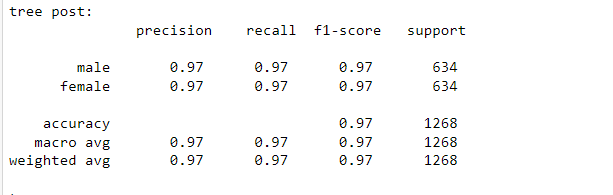 tree post:
precision recall f1-score support
male 0.97 0.97 0.97 634
female 0.97 0.97 0.97 634
accuracy 0.97 1268
macro avg 0.97 0.97 0.97 1268
weighted avg 0.97 0.97 0.97 1268